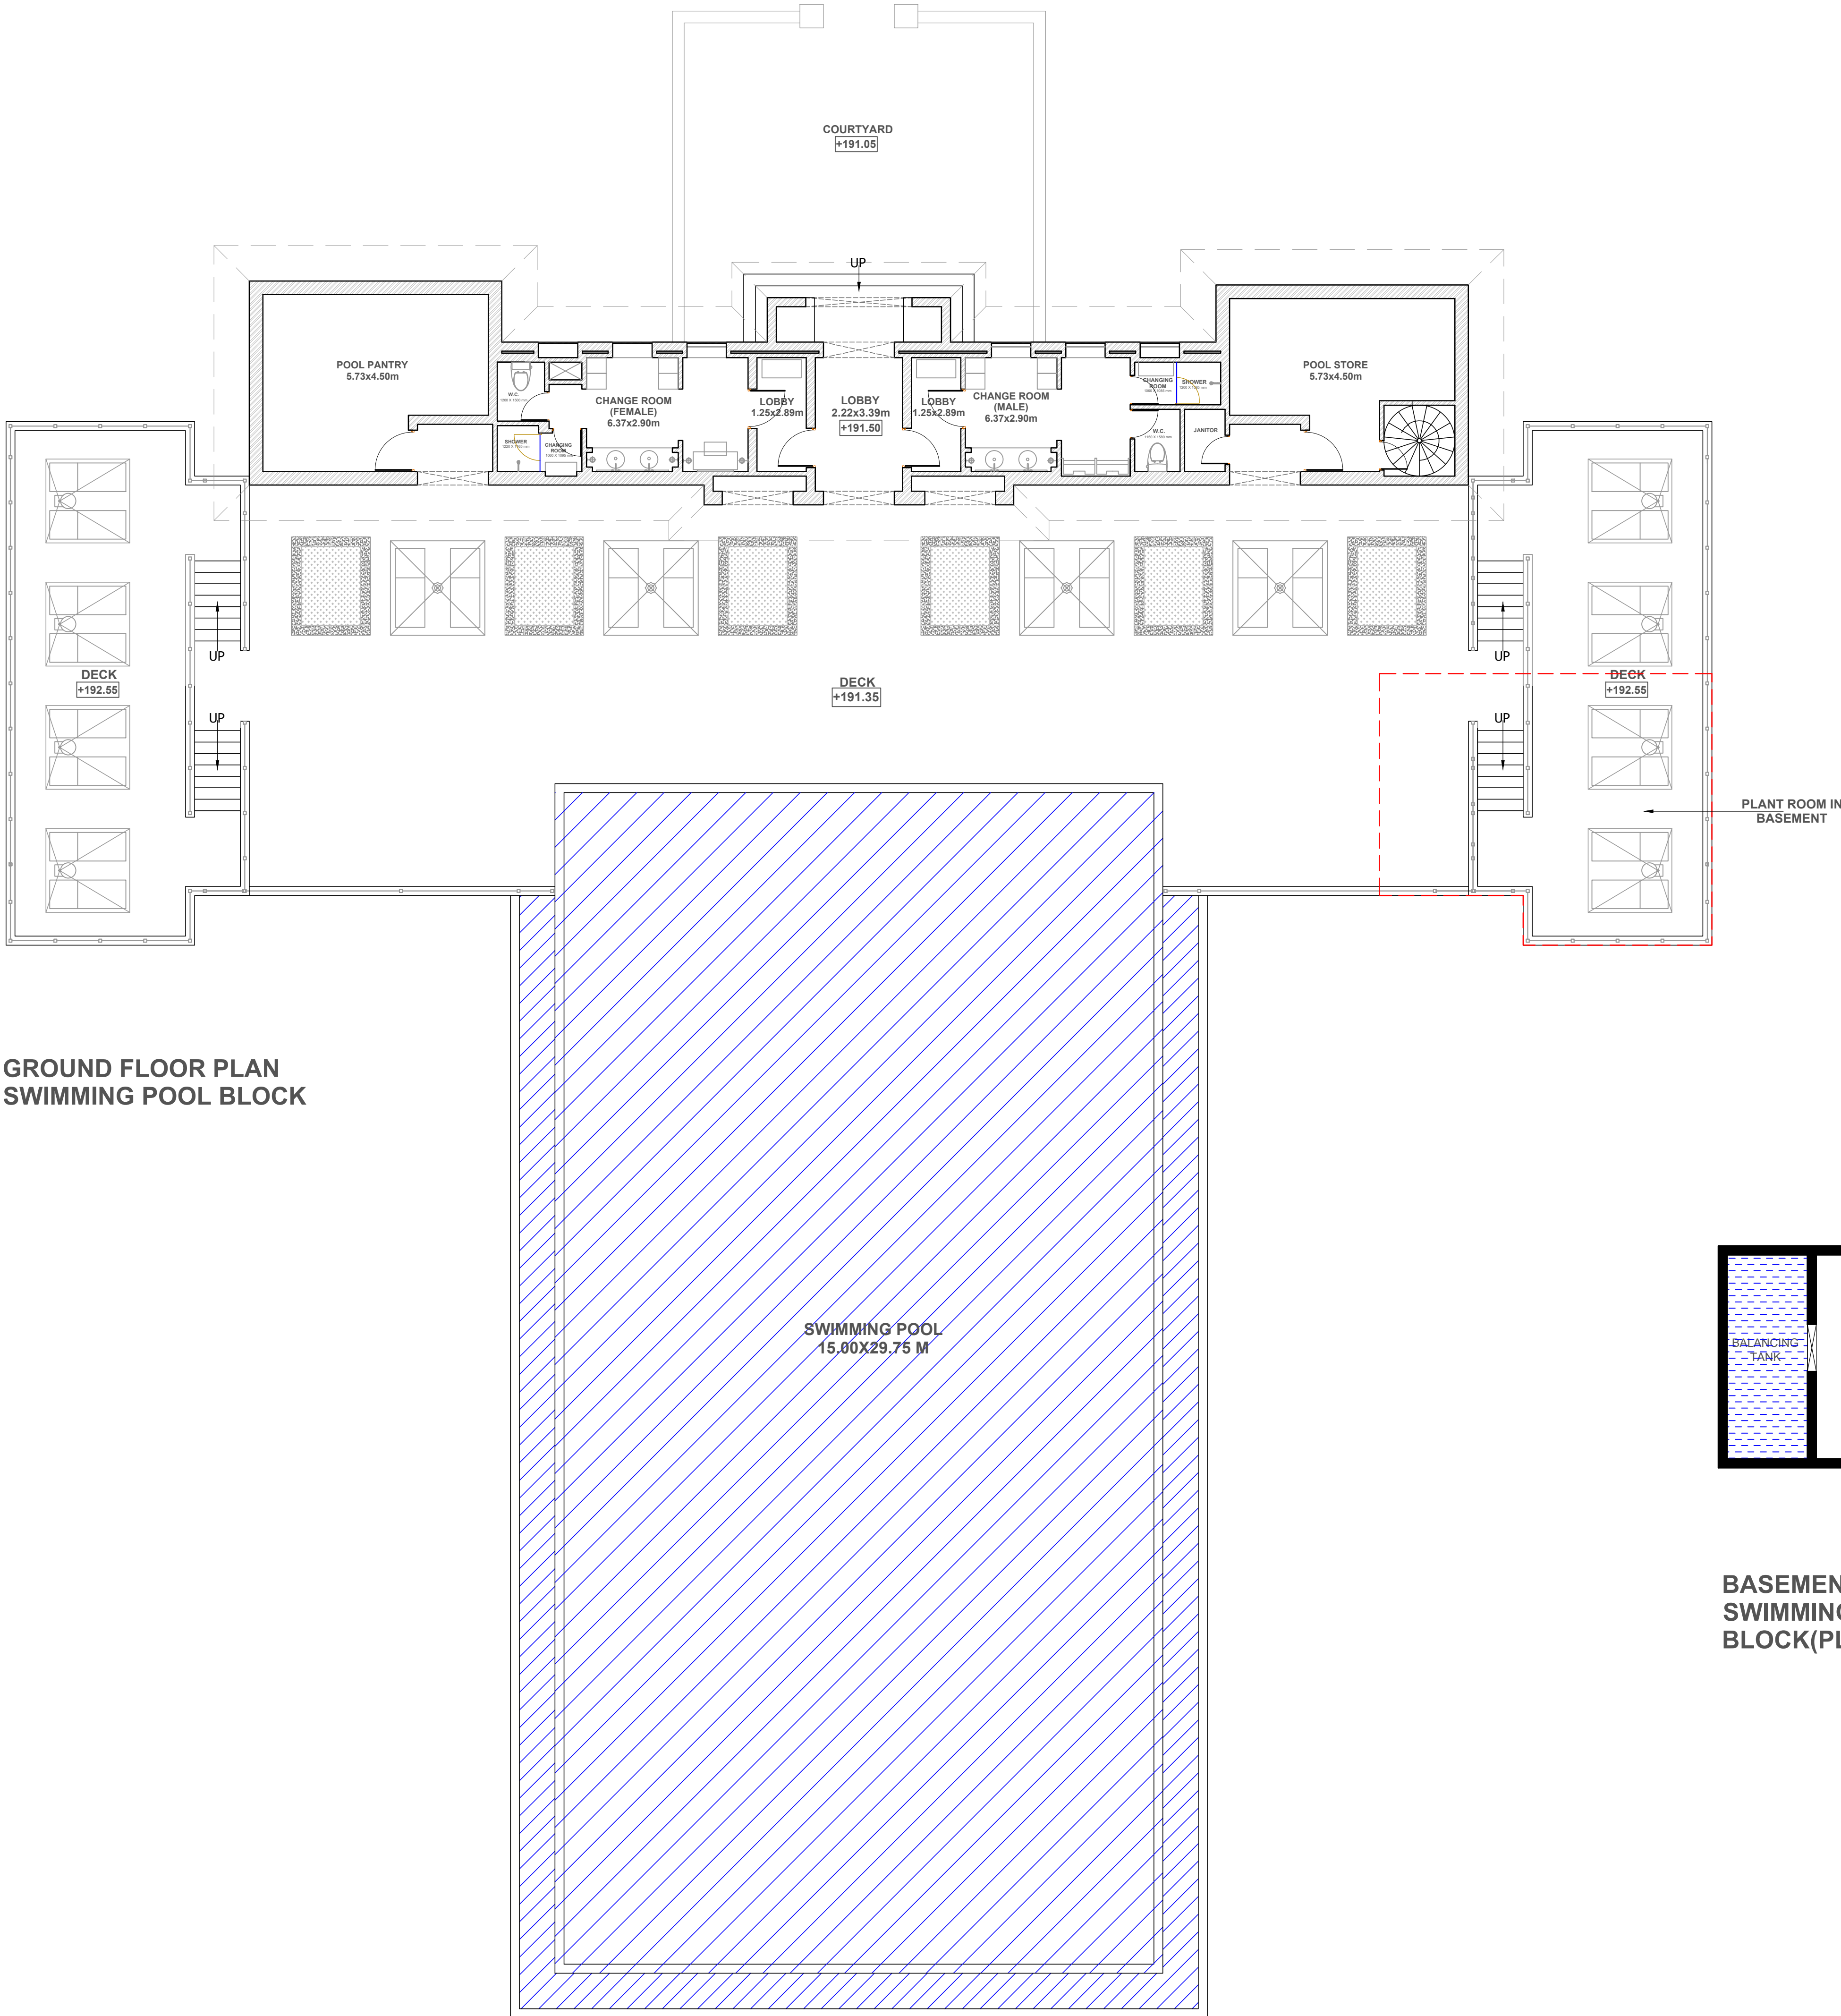 COURTYARD
+191.05
UP
POOL PANTRY
5.73x4.50m
W.C.
CHANGE ROOM
(FEMALE)
6.37x2.90m
SHOWER
CHANGING
ROOM
LOBBY
1.25x2.89m
LOBBY
2.22x3.39m
+191.50
LOBBY
1.25x2.89m
CHANGE ROOM
(MALE)
6.37x2.90m
CHANGING
ROOM
SHOWER
W.C.
JANITOR
POOL STORE
5.73x4.50m
UP
UP
DECK
+192.55
DECK
+191.35
DECK
+192.55
UP
UP
PLANT ROOM IN
BASEMENT
GROUND FLOOR PLAN
SWIMMING POOL BLOCK
SWIMMING POOL
15.00X29.75 M
BALANCING
TANK
BASEMEN
SWIMMING
BLOCK(PL